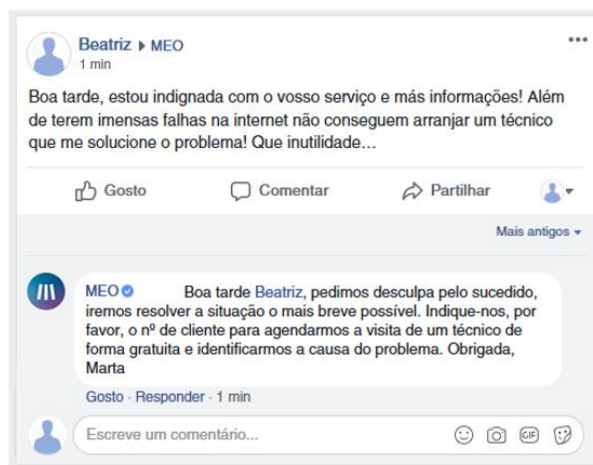 Beatriz ▸ MEO
1 min
Boa tarde, estou indignada com o vosso serviço e más informações! Além
de terem imensas falhas na internet não conseguem arranjar um técnico
que me solucione o problema! Que inutilidade…
Gosto Comentar Partilhar
Mais antigos
MEO Boa tarde Beatriz, pedimos desculpa pelo sucedido,
iremos resolver a situação o mais breve possível. Indique-nos, por
favor, o nº de cliente para agendarmos a visita de um técnico de
forma gratuita e identificarmos a causa do problema. Obrigada,
Marta
Gosto · Responder · 1 min
Escreve um comentário... GIF